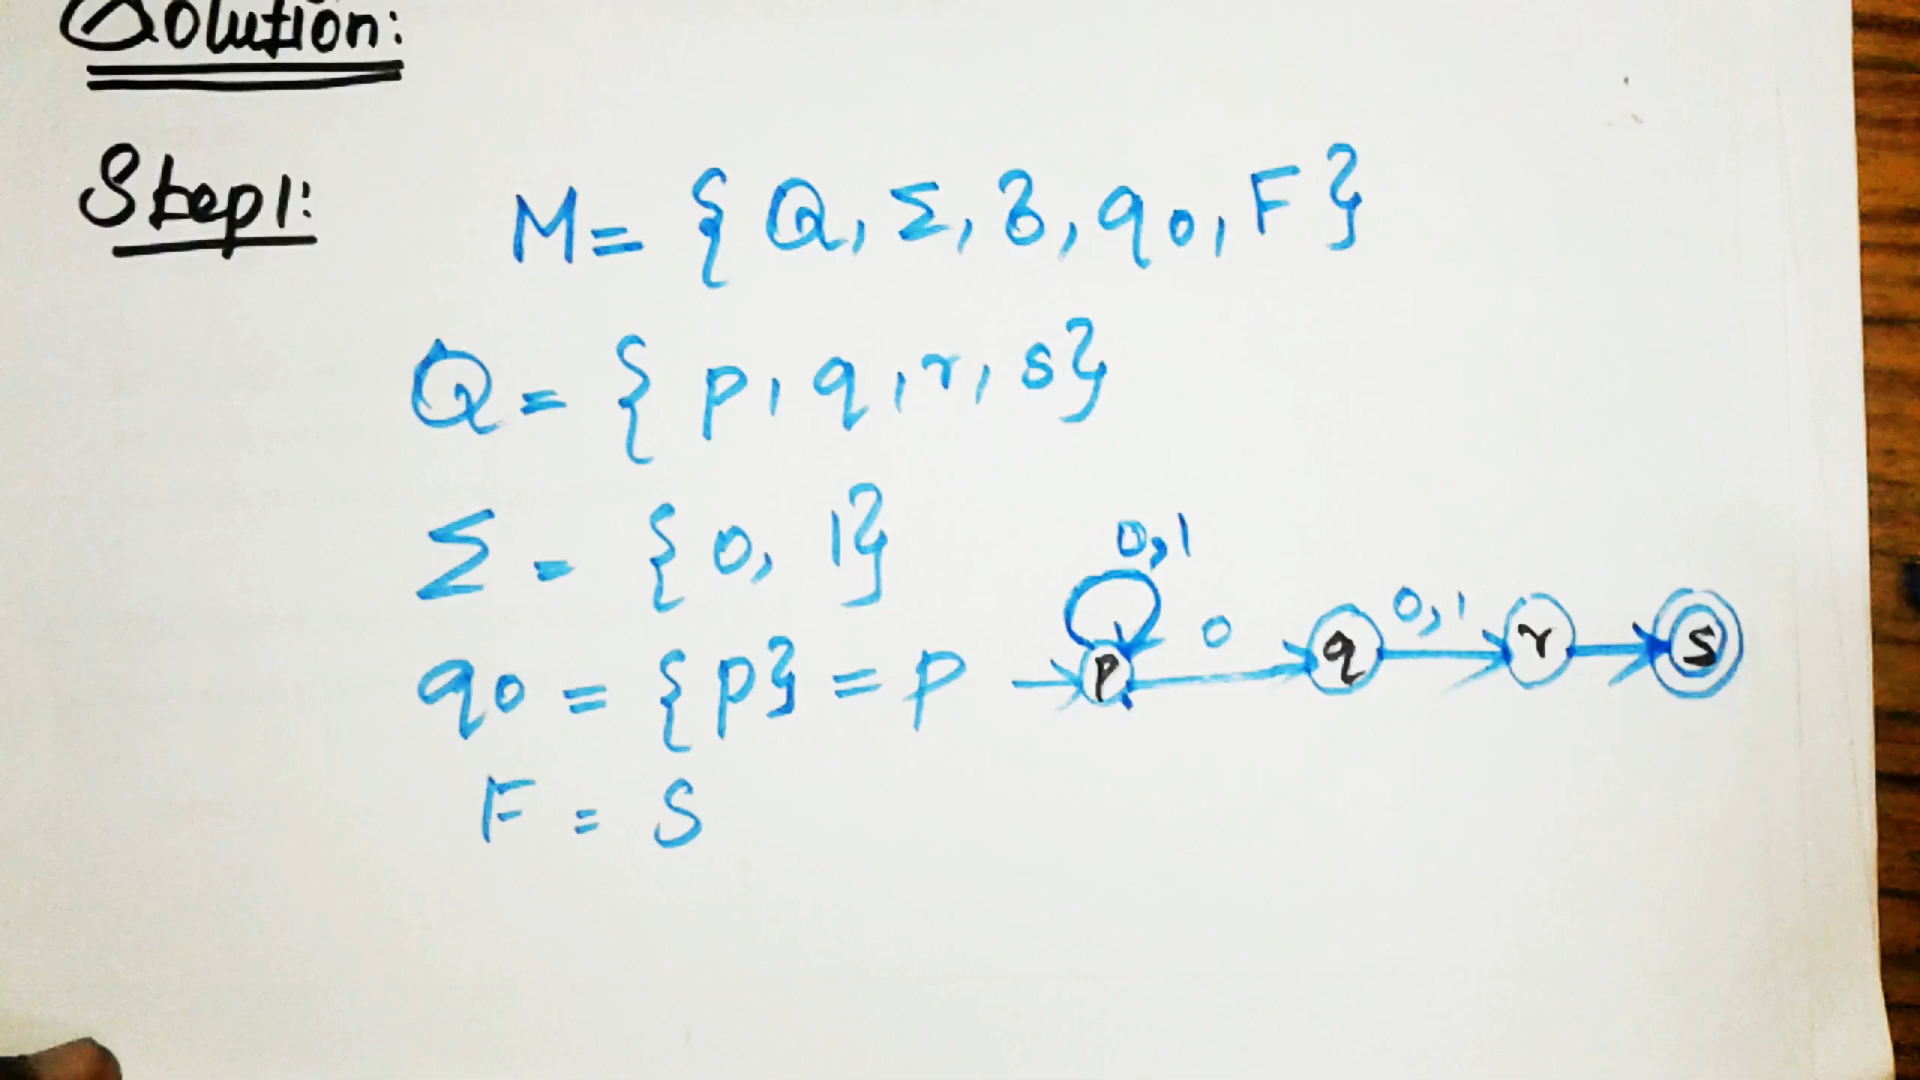 Solution:
Step1:
M= { Q, Σ, δ, q0, F }
Q= { p, q, r, s}
Σ = {0, 1}
q0 = {p} = p
F = S
0,1
p 0 q 0,1 r s